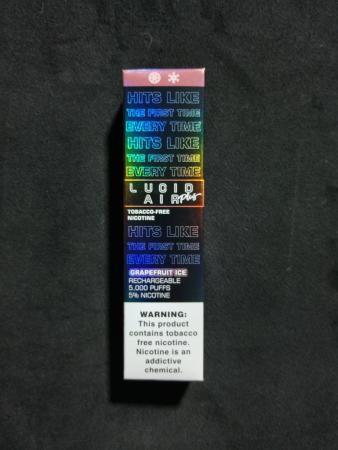 HITS LIKE
THE FIRST TIME
EVERY TIME
HITS LIKE
THE FIRST TIME
EVERY TIME
LUCID
AIR plus
TOBACCO-FREE
NICOTINE
HITS LIKE
THE FIRST TIME
EVERY TIME
GRAPEFRUIT ICE
RECHARGEABLE
5,000 PUFFS
5% NICOTINE
WARNING:
This product
contains tobacco
free nicotine.
Nicotine is an
addictive
chemical.